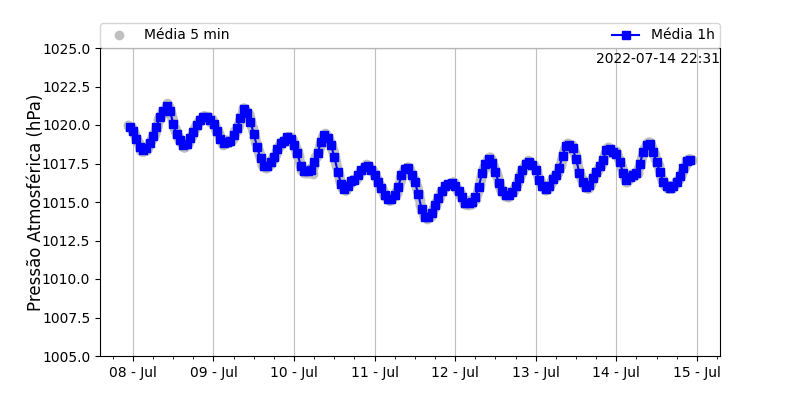 Média 5 min
Média 1h
2022-07-14 22:31
Pressão Atmosférica (hPa)
1025.0
1022.5
1020.0
1017.5
1015.0
1012.5
1010.0
1007.5
1005.0
08 - Jul
09 - Jul
10 - Jul
11 - Jul
12 - Jul
13 - Jul
14 - Jul
15 - Jul